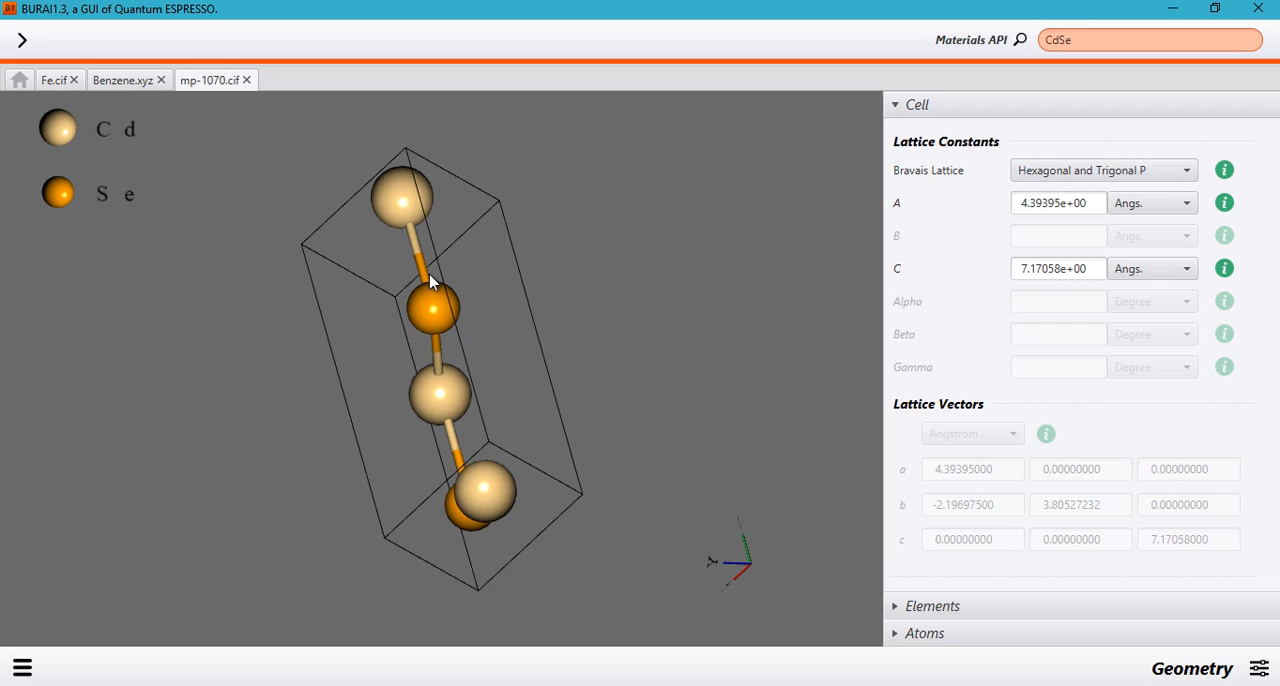 BURAI1.3, a GUI of Quantum ESPRESSO.
Materials API CdSe
Fe.cif Benzene.xyz mp-1070.cif
C d
S e
Cell
Lattice Constants
Bravais Lattice Hexagonal and Trigonal P
A 4.39395e+00 Angs.
B Angs.
C 7.17058e+00 Angs.
Alpha Degree
Beta Degree
Gamma Degree
Lattice Vectors
Angstrom
a 4.39395000 0.00000000 0.00000000
b -2.19697500 3.80527232 0.00000000
c 0.00000000 0.00000000 7.17058000
Y
Elements
Atoms
Geometry